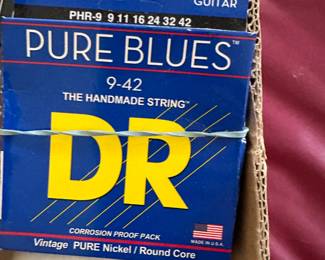 GUITAR
PHR-9 9 11 16 24 32 42
PURE BLUES™
9-42
THE HANDMADE STRING™
DR
CORROSION PROOF PACK
MADE IN U.S.A.
Vintage PURE Nickel / Round Core